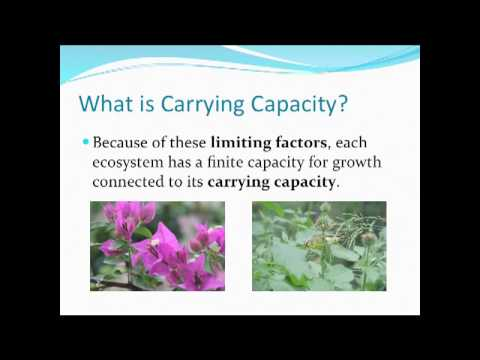 What is Carrying Capacity?
Because of these limiting factors, each
ecosystem has a finite capacity for growth
connected to its carrying capacity.